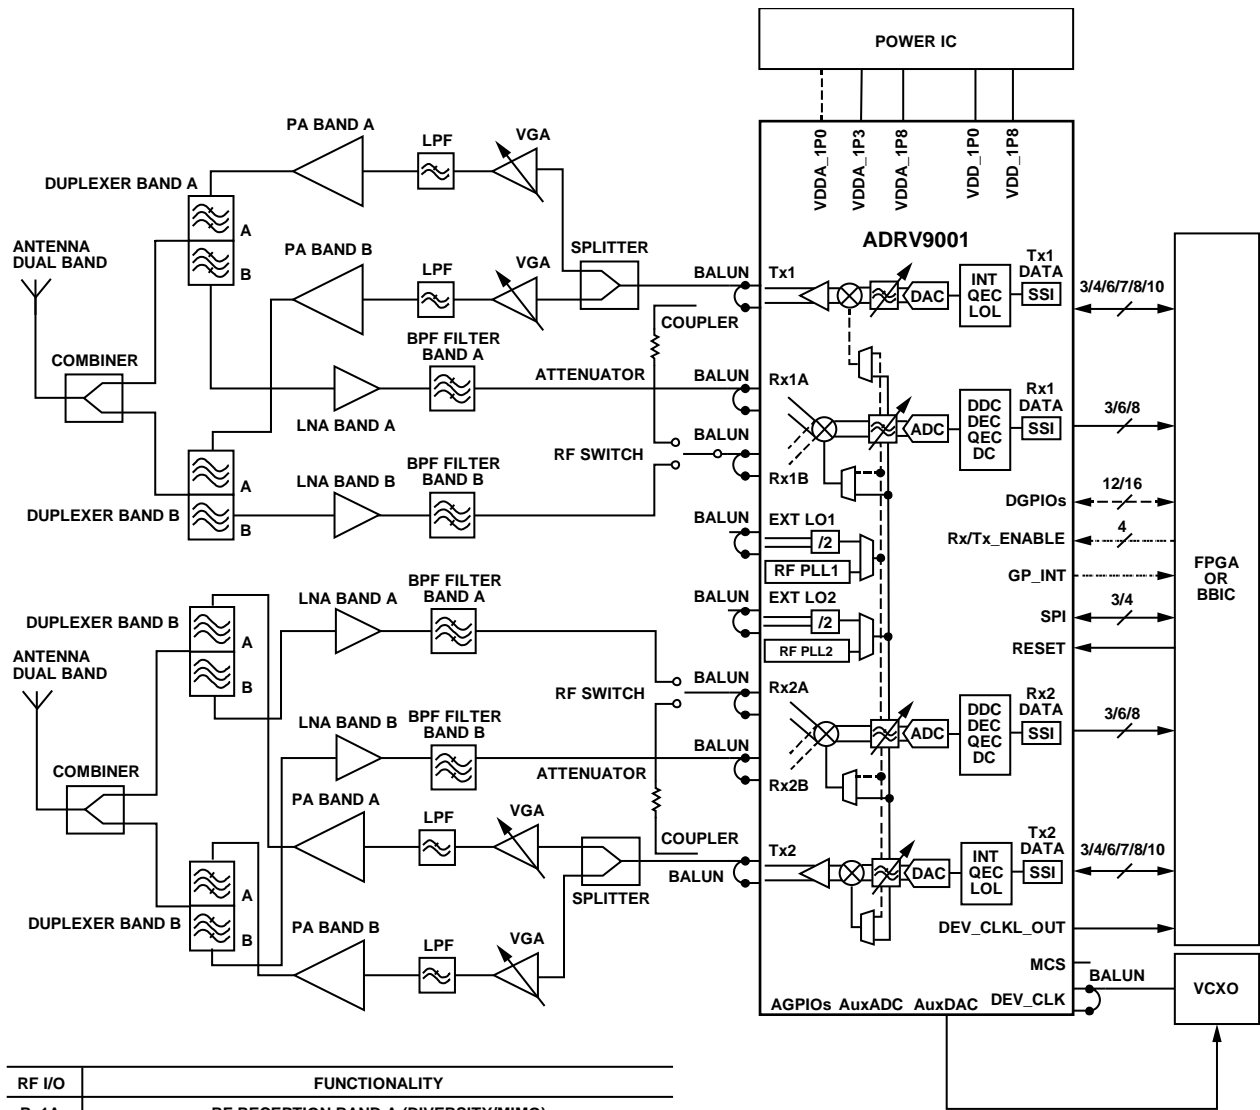 POWER IC
VDDA_1P0
VDDA_1P3
VDDA_1P8
VDD_1P0
VDD_1P8
ADRV9001
PA BAND A
LPF
VGA
DUPLEXER BAND A
A
B
ANTENNA
DUAL BAND
PA BAND B
LPF
VGA
SPLITTER
BALUN
Tx1
COUPLER
COMBINER
BPF FILTER
BAND A
ATTENUATOR
BALUN
Rx1A
LNA BAND A
BALUN
RF SWITCH
Rx1B
LNA BAND B
BPF FILTER
BAND B
A
B
DUPLEXER BAND B
BALUN
EXT LO1
/2
RF PLL1
BALUN
EXT LO2
/2
RF PLL2
DAC
INT
QEC
LOL
Tx1
DATA
SSI
3/4/6/7/8/10
ADC
DDC
DEC
QEC
DC
Rx1
DATA
SSI
3/6/8
DGPIOs
12/16
Rx/Tx_ENABLE
4
GP_INT
SPI
3/4
RESET
FPGA
OR
BBIC
LNA BAND A
BPF FILTER
BAND A
DUPLEXER BAND B
A
B
ANTENNA
DUAL BAND
RF SWITCH
BALUN
Rx2A
LNA BAND B
BPF FILTER
BAND B
BALUN
ATTENUATOR
Rx2B
COMBINER
PA BAND A
LPF
VGA
COUPLER
Tx2
BALUN
SPLITTER
A
B
DUPLEXER BAND B
PA BAND B
LPF
VGA
ADC
DDC
DEC
QEC
DC
Rx2
DATA
SSI
3/6/8
DAC
INT
QEC
LOL
Tx2
DATA
SSI
3/4/6/7/8/10
DEV_CLKL_OUT
MCS
BALUN
DEV_CLK
VCXO
AGPIOs AuxADC AuxDAC
RF I/O FUNCTIONALITY
Rx1A RF RECEPTION BAND A (DIVERSITY/MIMO)